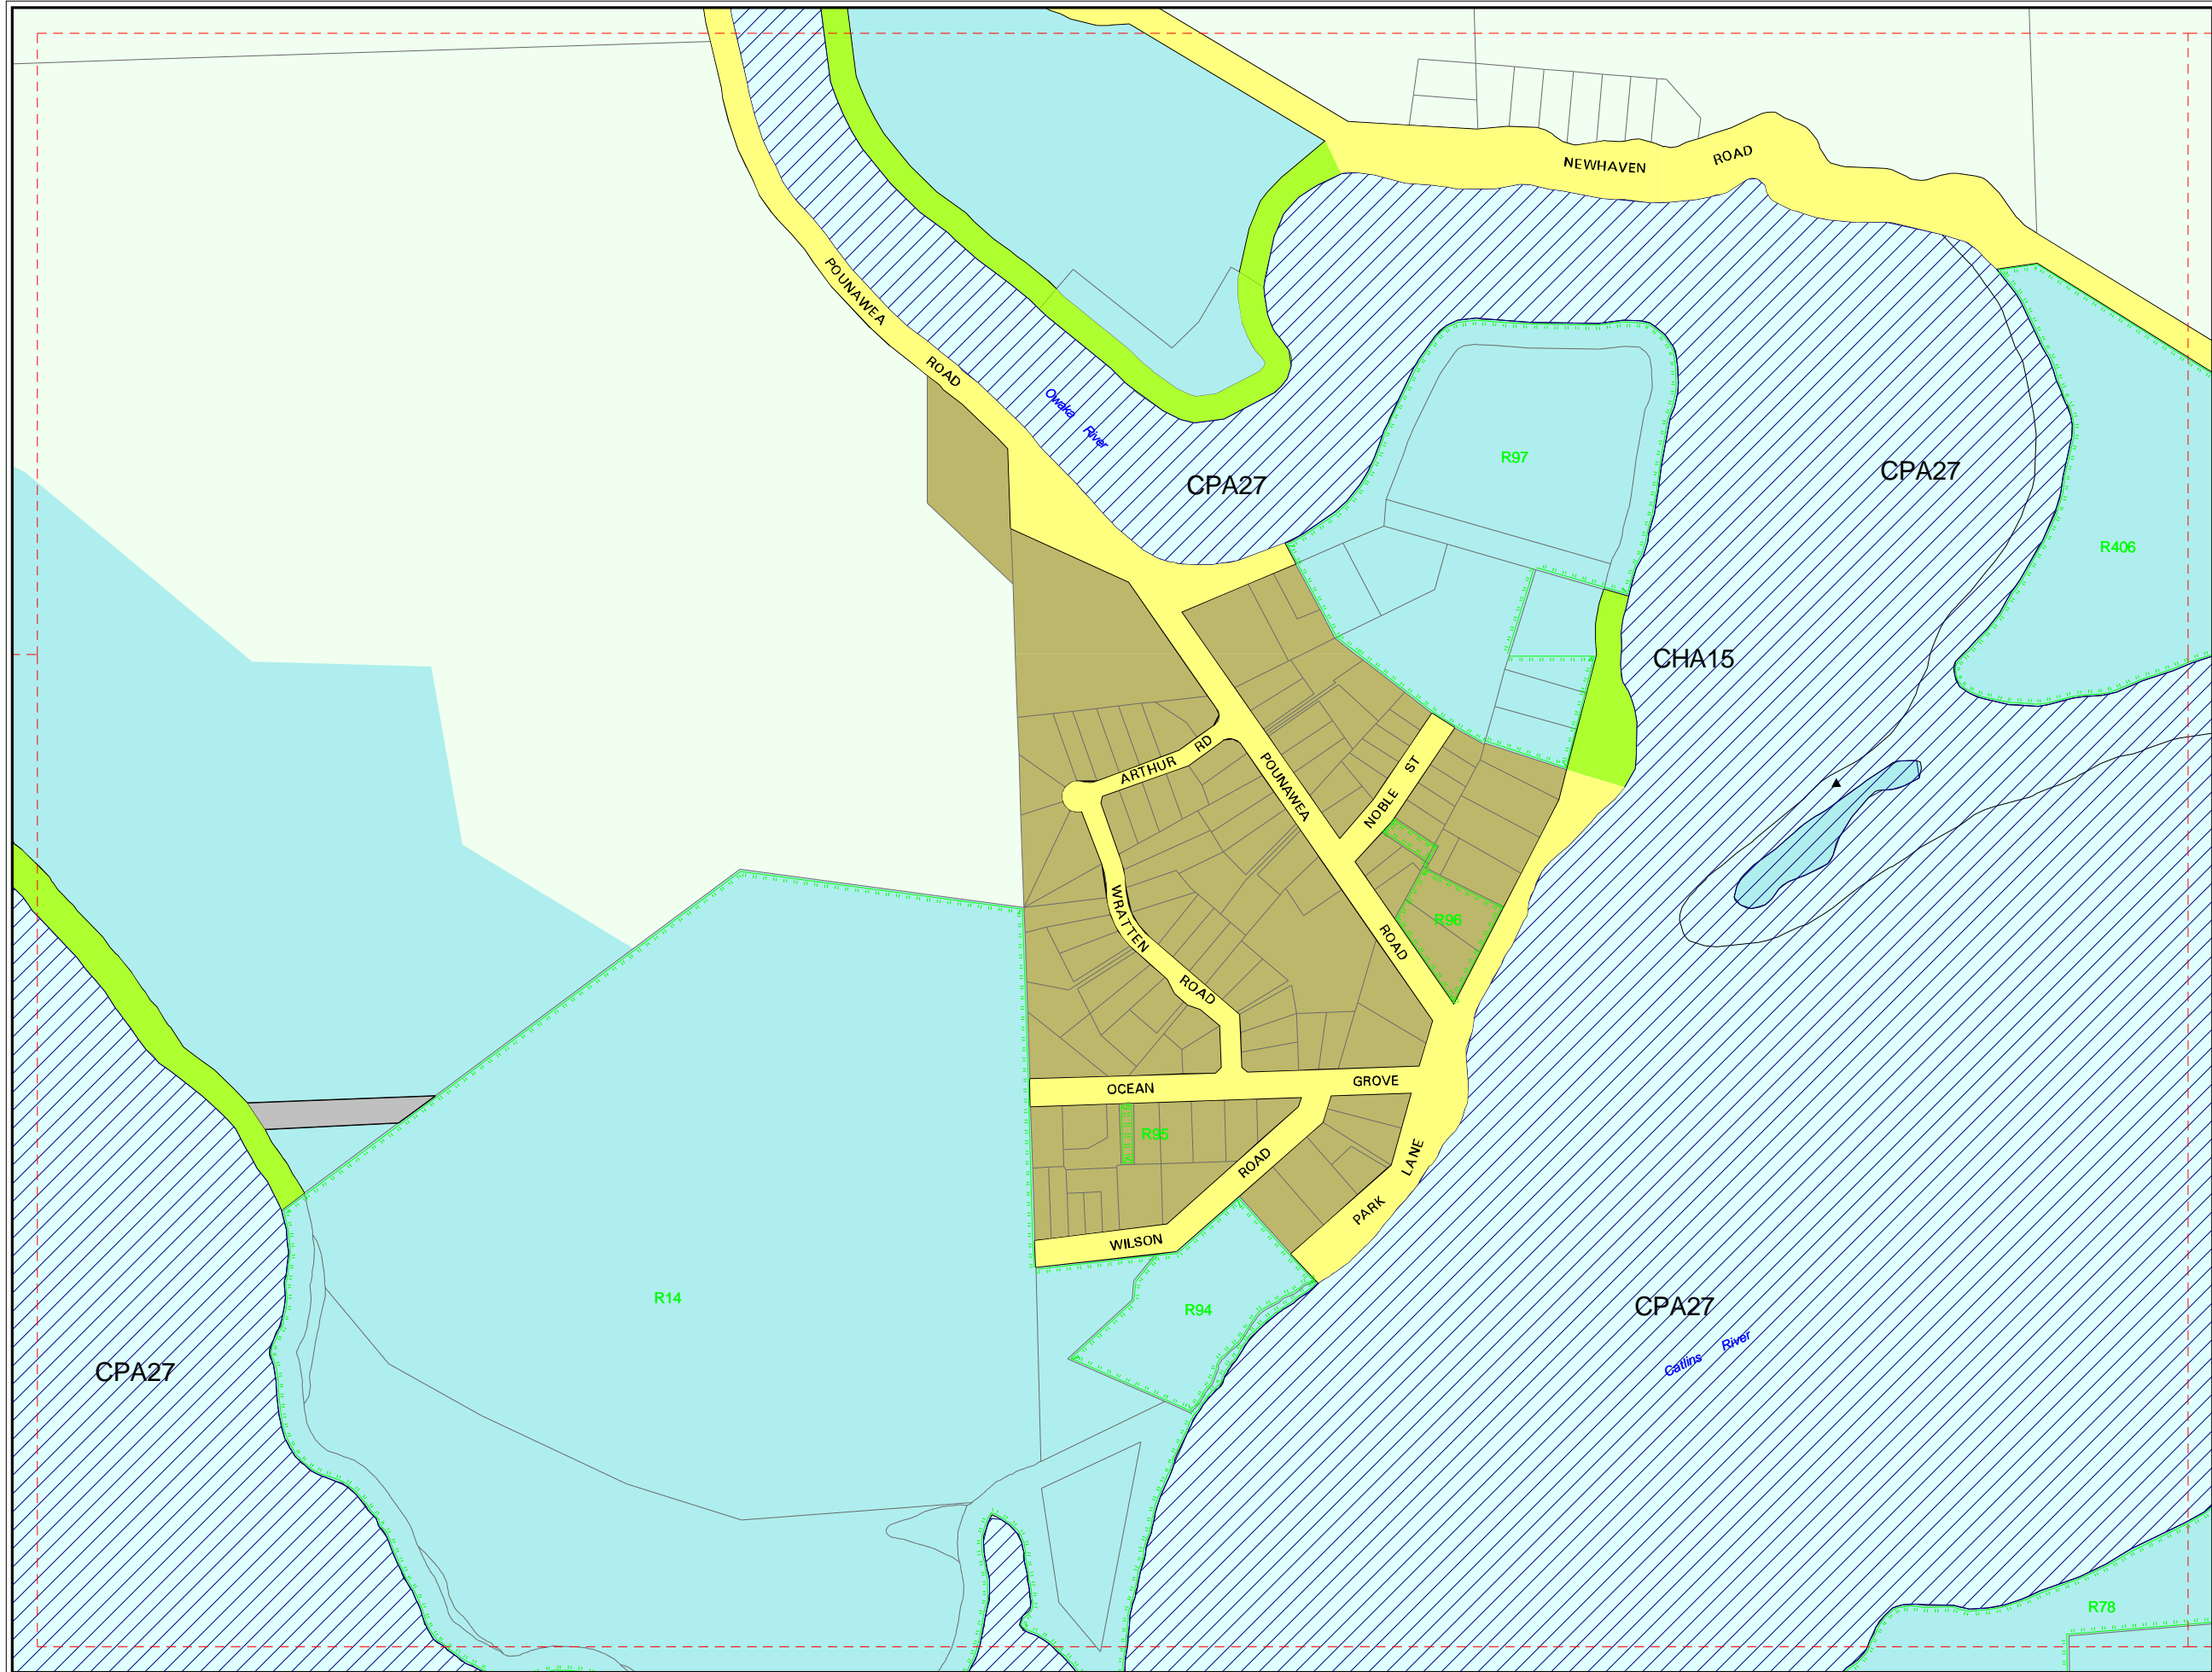 NEWHAVEN ROAD
POUNAWEA ROAD
Owaka River
R97
CPA27
CPA27
R406
CHA15
ARTHUR RD
POUNAWEA ROAD
NOBLE ST
WRATTEN ROAD
R96
OCEAN GROVE
R95
WILSON ROAD
PARK LANE
R14
R94
CPA27
Catlins River
CPA27
R78